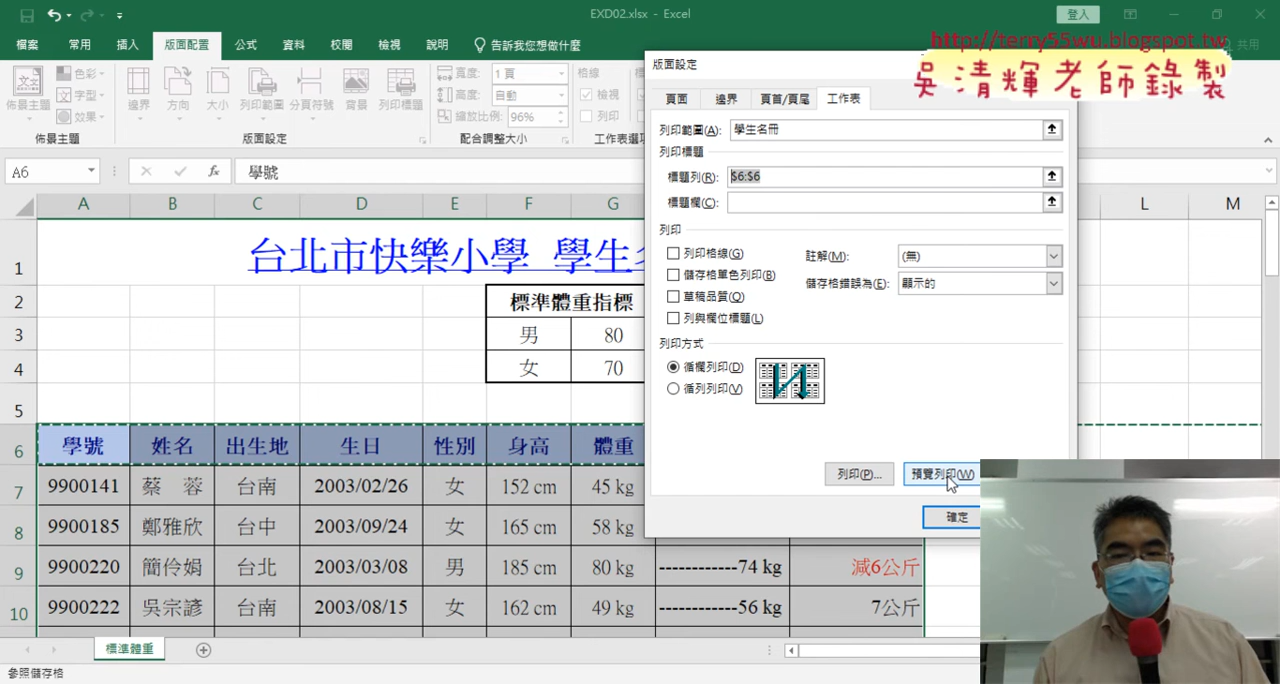 EXD02.xlsx - Excel
登入
檔案 常用 插入 版面配置 公式 資料 校閱 檢視 說明 告訴我您想做什麼
共用
http://terry55wu.blogspot.tw
吳清輝老師錄製
佈景主題 色彩 字型 效果
佈景主題
邊界 方向 大小 列印範圍 分頁符號 背景 列印標題
版面設定
寬度: 1 頁
高度: 自動
縮放比例: 96%
配合調整大小
格線
檢視
列印
工作表選項
A6
學號
A B C D E F G L M
1 台北市快樂小學 學生
2 標準體重指標
3 男 80
4 女 70
5
6 學號 姓名 出生地 生日 性別 身高 體重
7 9900141 蔡 蓉 台南 2003/02/26 女 152 cm 45 kg
8 9900185 鄭雅欣 台中 2003/09/24 女 165 cm 58 kg
9 9900220 簡伶娟 台北 2003/03/08 男 185 cm 80 kg ------------74 kg 減6公斤
10 9900222 吳宗諺 台南 2003/08/15 女 162 cm 49 kg ------------56 kg 7公斤
標準體重
參照儲存格
版面設定
頁面 邊界 頁首/頁尾 工作表
列印範圍(A): 學生名冊
列印標題
標題列(R): $6:$6
標題欄(C):
列印
列印格線(G)
儲存格單色列印(B)
草稿品質(Q)
列與欄位標題(L)
註解(M): (無)
儲存格錯誤為(E): 顯示的
列印方式
循欄列印(D)
循列列印(V)
列印(P)... 預覽列印(W)
確定